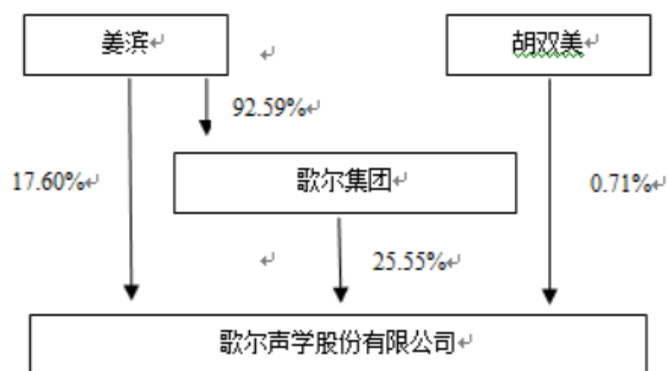 姜滨
胡双美
92.59%
17.60%
歌尔集团
0.71%
25.55%
歌尔声学股份有限公司